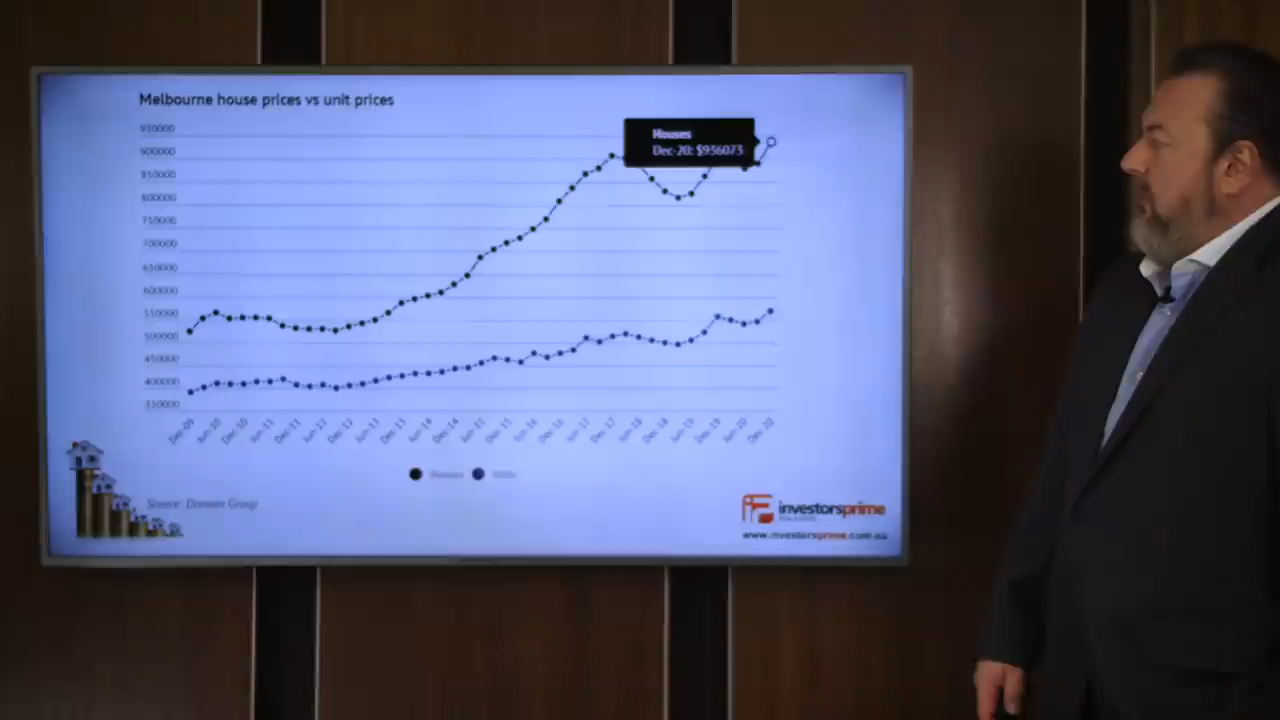 Melbourne house prices vs unit prices
950000
900000
850000
800000
750000
700000
650000
600000
550000
500000
450000
400000
350000
Houses
Dec-20: $936073
Dec-09 Jun-10 Dec-10 Jun-11 Dec-11 Jun-12 Dec-12 Jun-13 Dec-13 Jun-14 Dec-14 Jun-15 Dec-15 Jun-16 Dec-16 Jun-17 Dec-17 Jun-18 Dec-18 Jun-19 Dec-19 Jun-20 Dec-20
Houses Units
Source: Domain Group
investorsprime
www.investorsprime.com.au